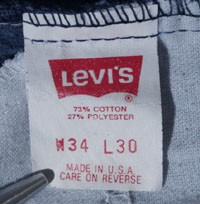 LEVI'S
73% COTTON
27% POLYESTER
W34 L30
MADE IN U.S.A
CARE ON REVERSE